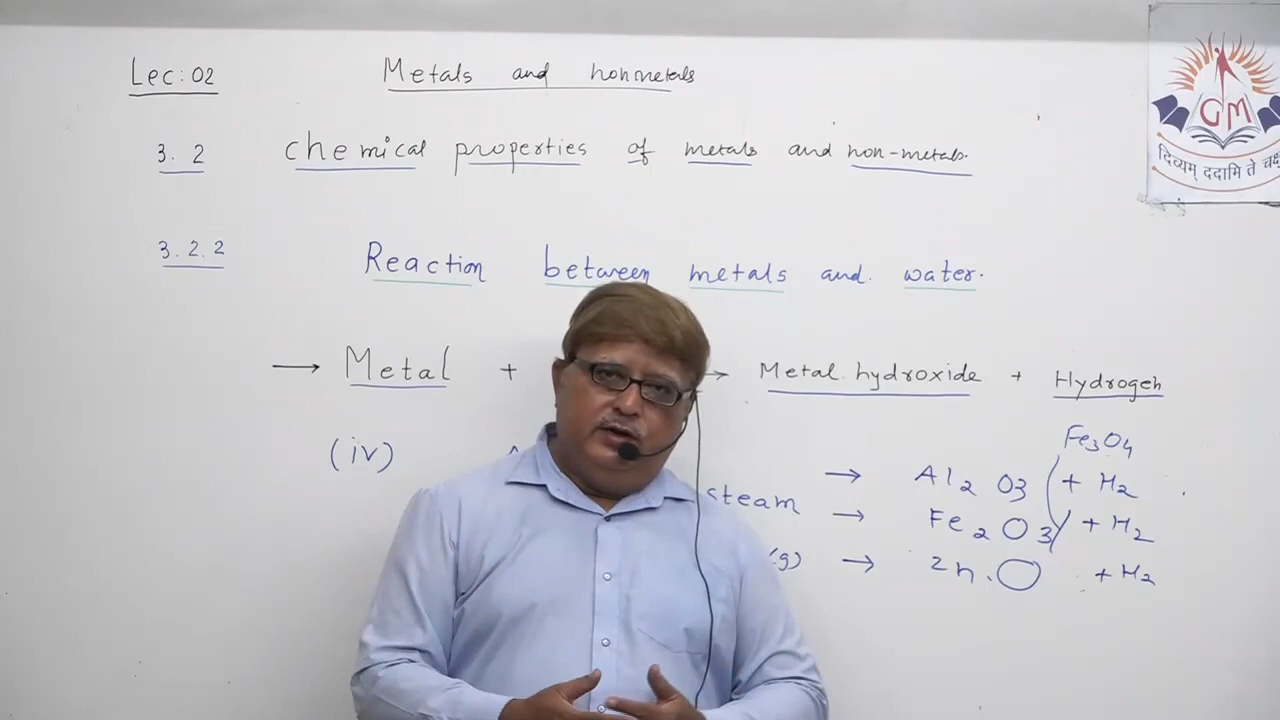 Lec: 02 Metals and nonmetals
3.2 Chemical properties of metals and non-metals.
3.2.2 Reaction between metals and. water.
→ Metal + → Metal hydroxide + Hydrogen
Fe3O4
(iv) → Al2 O3 + H2
steam → Fe2O3 + H2
(g) → Zn.O + H2
GM
दिव्यम् ददामि ते